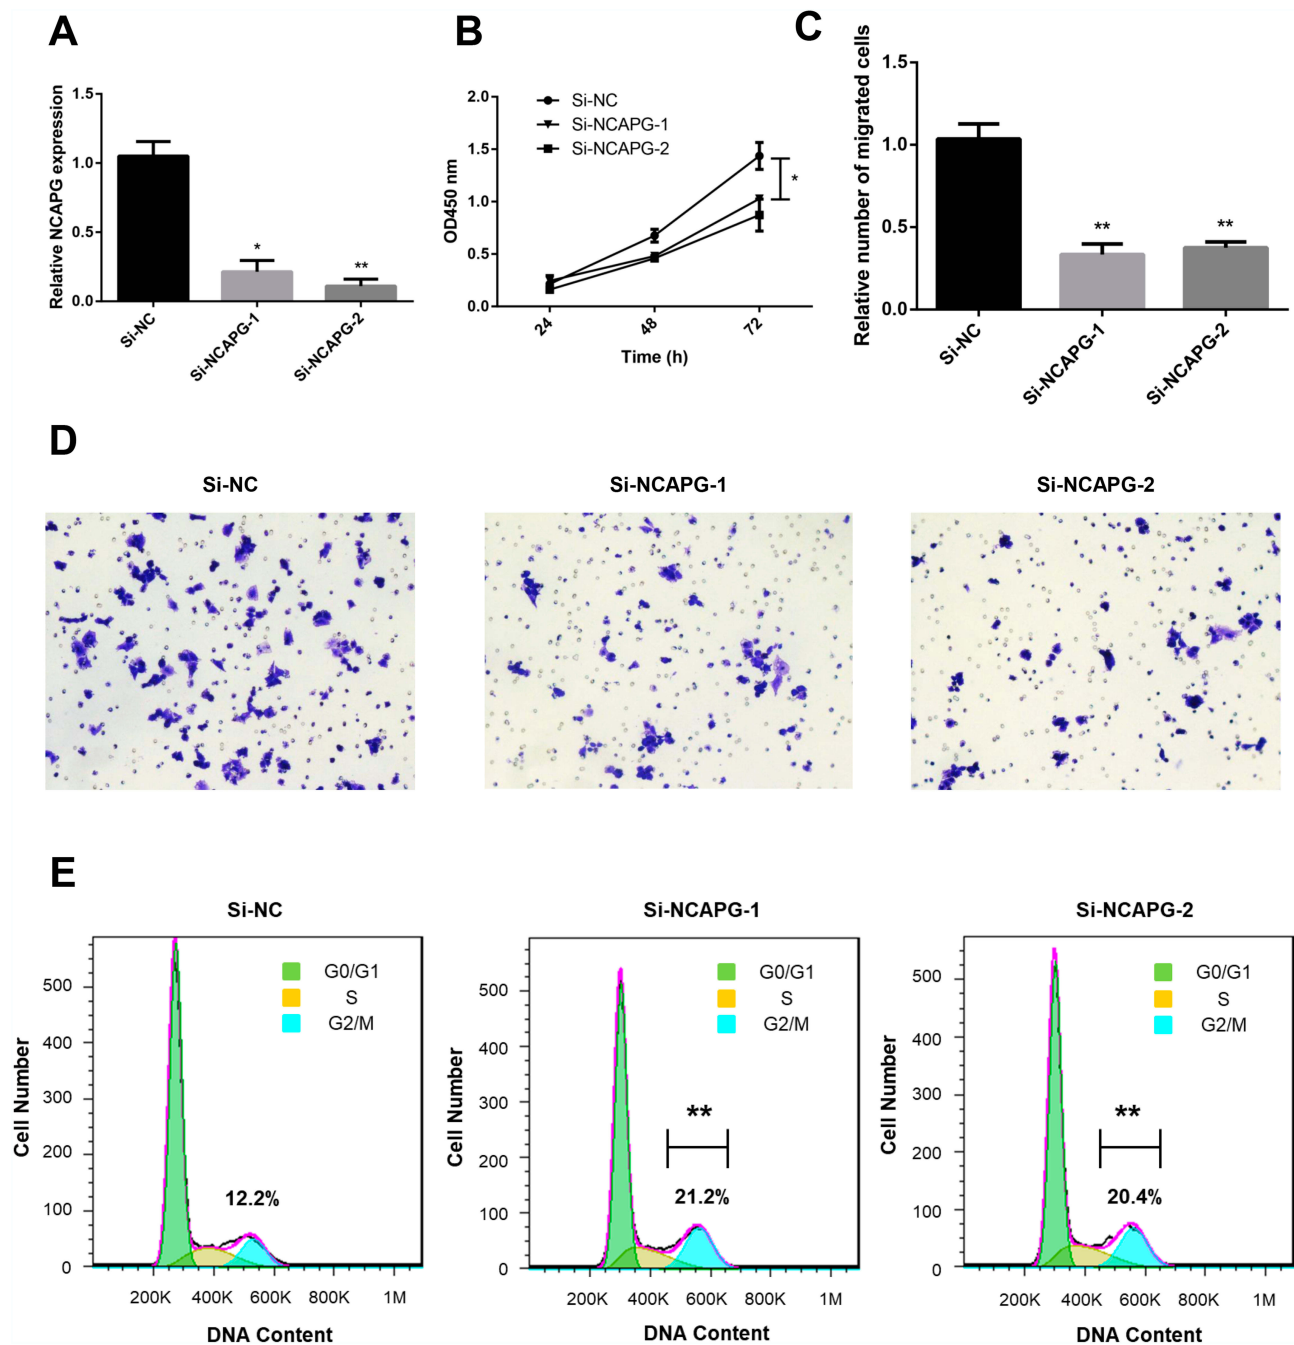 A
Relative NCAPG expression
1.5
1.0
0.5
0.0
*
**
Si-NC
Si-NCAPG-1
Si-NCAPG-2
B
OD450 nm
2.0
1.5
1.0
0.5
0.0
Si-NC
Si-NCAPG-1
Si-NCAPG-2
*
24
48
72
Time (h)
C
Relative number of migrated cells
1.5
1.0
0.5
0.0
**
**
Si-NC
Si-NCAPG-1
Si-NCAPG-2
D
Si-NC
Si-NCAPG-1
Si-NCAPG-2
E
Si-NC
Cell Number
500
400
300
200
100
0
G0/G1
S
G2/M
12.2%
200K
400K
600K
800K
1M
DNA Content
Si-NCAPG-1
Cell Number
500
400
300
200
100
0
G0/G1
S
G2/M
**
21.2%
200K
400K
600K
800K
1M
DNA Content
Si-NCAPG-2
Cell Number
500
400
300
200
100
0
G0/G1
S
G2/M
**
20.4%
200K
400K
600K
800K
1M
DNA Content